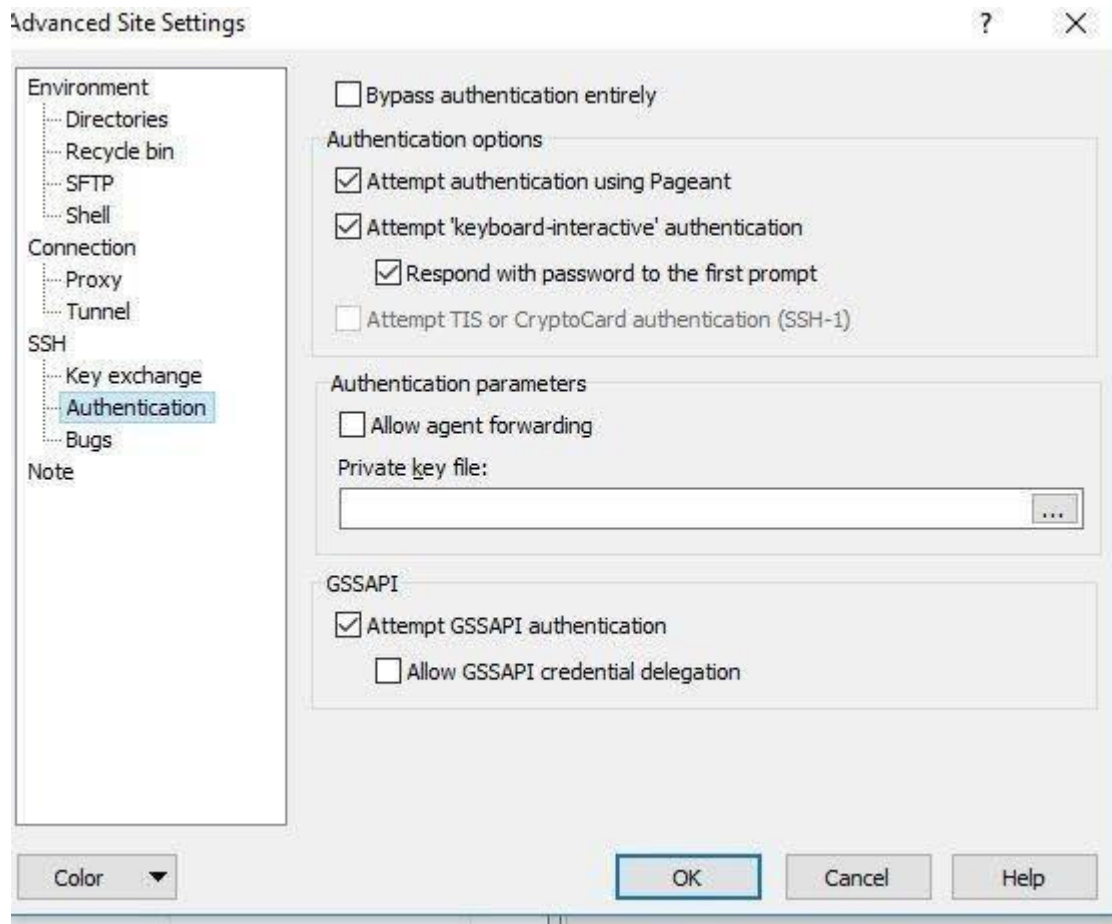 Advanced Site Settings
?
Environment
Directories
Recycle bin
SFTP
Shell
Connection
Proxy
Tunnel
SSH
Key exchange
Authentication
Bugs
Note
Bypass authentication entirely
Authentication options
Attempt authentication using Pageant
Attempt 'keyboard-interactive' authentication
Respond with password to the first prompt
Attempt TIS or CryptoCard authentication (SSH-1)
Authentication parameters
Allow agent forwarding
Private key file:
...
GSSAPI
Attempt GSSAPI authentication
Allow GSSAPI credential delegation
Color
OK
Cancel
Help